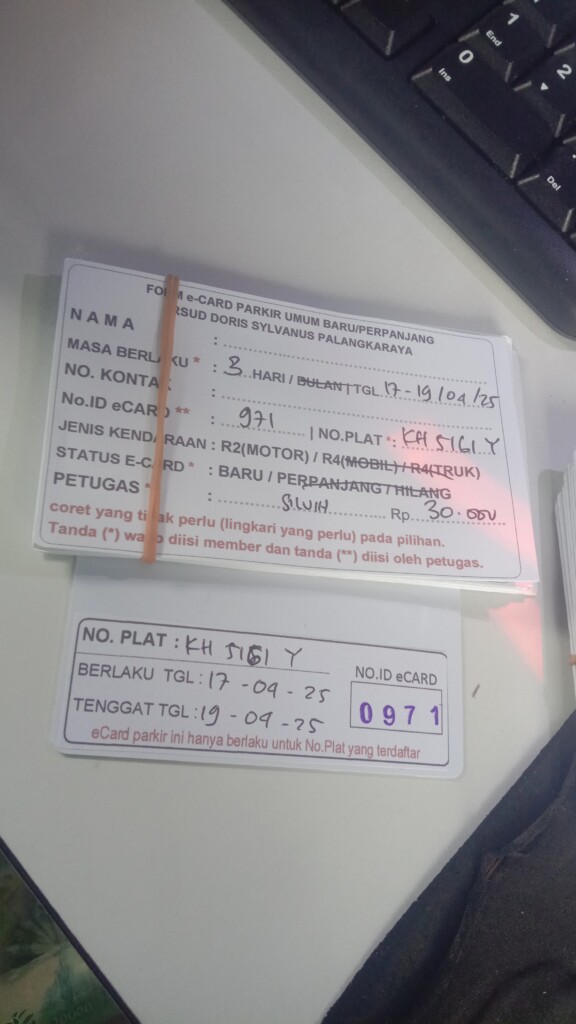 1
End
0
Ins
2
Del
FORM e-CARD PARKIR UMUM BARU/PERPANJANG
RSUD DORIS SYLVANUS PALANGKARAYA
NAMA :
MASA BERLAKU * : 3 HARI / BULAN | TGL. 17 - 19/04/25
NO. KONTAK :
No.ID eCARD ** : 971 | NO.PLAT *: KH 5161 Y
JENIS KENDARAAN : R2(MOTOR) / R4(MOBIL) / R4(TRUK)
STATUS E-CARD * : BARU / PERPANJANG / HILANG
PETUGAS * : Rp. 30.000
coret yang tidak perlu (lingkari yang perlu) pada pilihan.
Tanda (*) wajib diisi member dan tanda (**) diisi oleh petugas.
NO. PLAT : KH 5161 Y
BERLAKU TGL : 17 - 04 - 25
NO.ID eCARD
TENGGAT TGL : 19 - 04 - 25
0971
eCard parkir ini hanya berlaku untuk No.Plat yang terdaftar